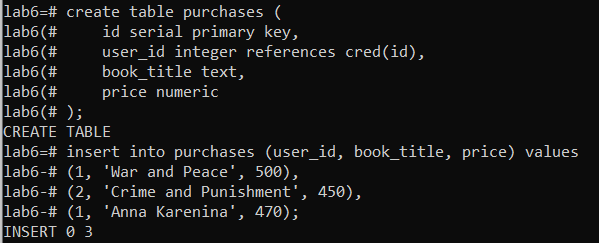 lab6=# create table purchases (
lab6(#     id serial primary key,
lab6(#     user_id integer references cred(id),
lab6(#     book_title text,
lab6(#     price numeric
lab6(# );
CREATE TABLE
lab6=# insert into purchases (user_id, book_title, price) values
lab6-# (1, 'War and Peace', 500),
lab6-# (2, 'Crime and Punishment', 450),
lab6-# (1, 'Anna Karenina', 470);
INSERT 0 3